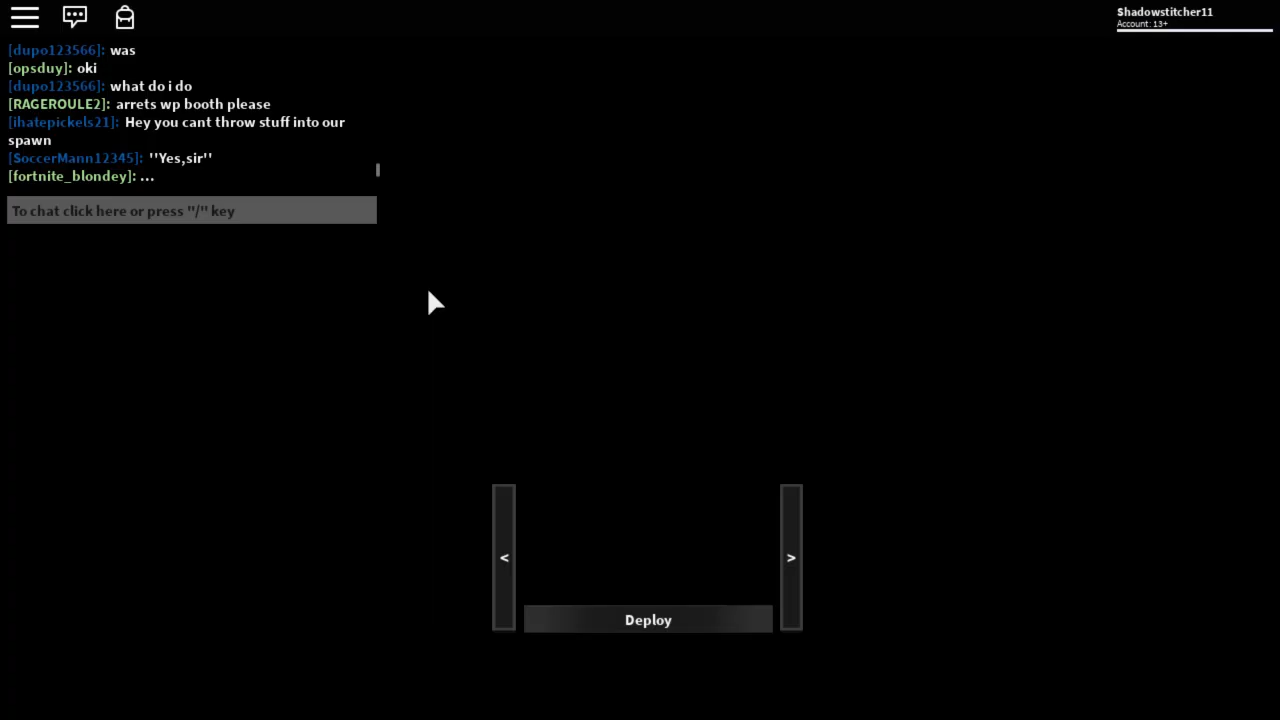 Shadowstitcher11
Account: 13+
[dupo123566]: was
[opsduy]: oki
[dupo123566]: what do i do
[RAGEROULE2]: arrets wp booth please
[ihatepickels21]: Hey you cant throw stuff into our
spawn
[SoccerMann12345]: ''Yes,sir''
[fortnite_blondey]: ...
To chat click here or press "/" key
< >
Deploy